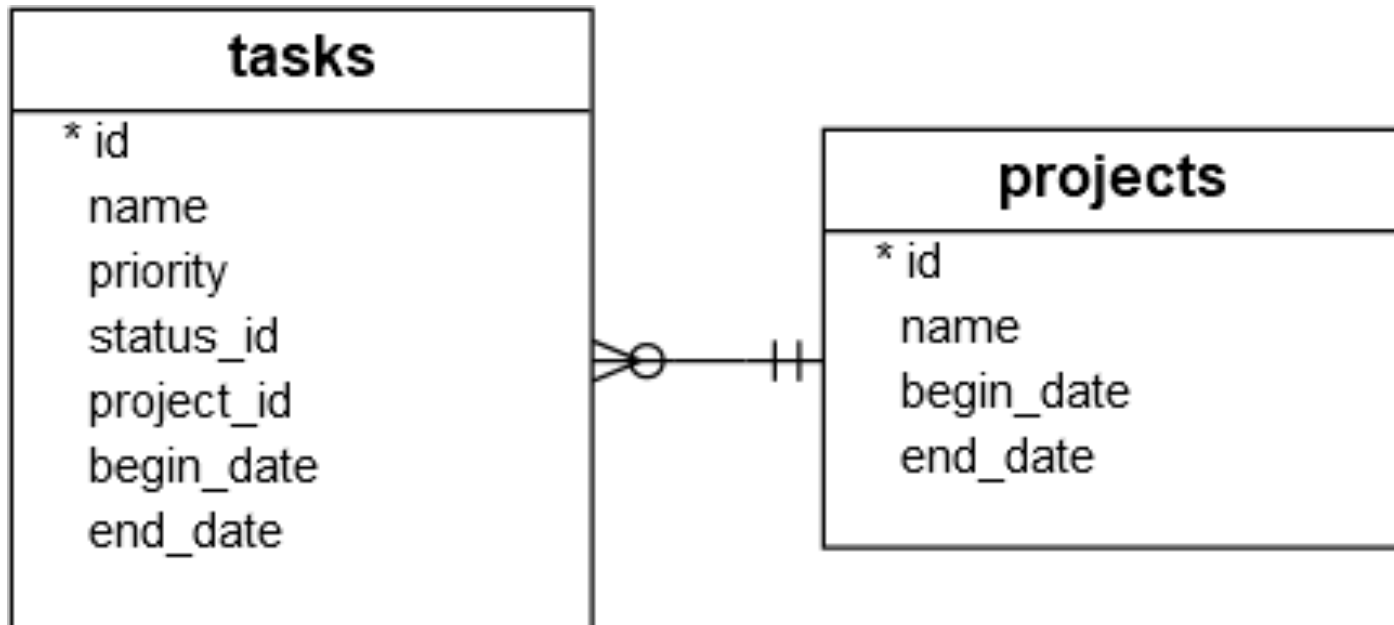 tasks
* id
name
priority
status_id
project_id
begin_date
end_date
projects
* id
name
begin_date
end_date